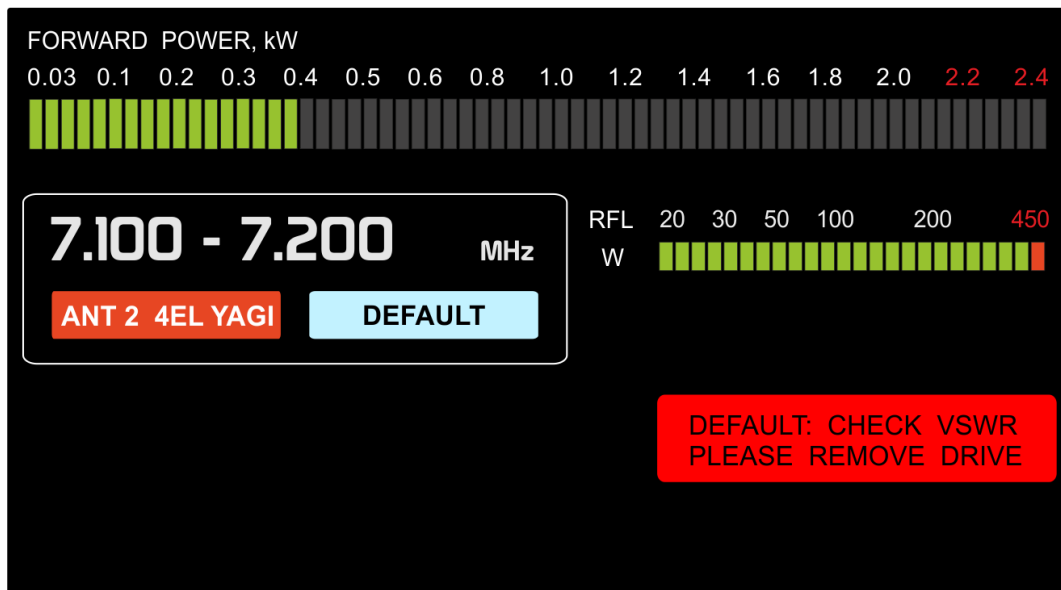 FORWARD POWER, kW
0.03 0.1 0.2 0.3 0.4 0.5 0.6 0.8 1.0 1.2 1.4 1.6 1.8 2.0 2.2 2.4
7.100 - 7.200 MHz
ANT 2 4EL YAGI DEFAULT
RFL 20 30 50 100 200 450
W
DEFAULT: CHECK VSWR
PLEASE REMOVE DRIVE